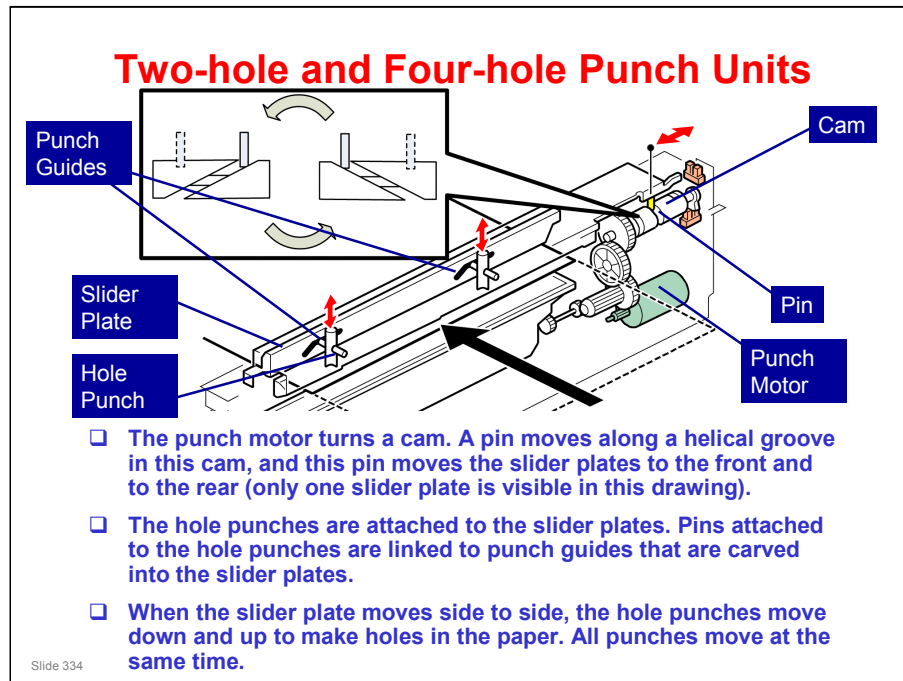 Two-hole and Four-hole Punch Units
Punch
Guides
Cam
Slider
Plate
Pin
Hole
Punch
Punch
Motor
❑ The punch motor turns a cam. A pin moves along a helical groove
in this cam, and this pin moves the slider plates to the front and
to the rear (only one slider plate is visible in this drawing).
❑ The hole punches are attached to the slider plates. Pins attached
to the hole punches are linked to punch guides that are carved
into the slider plates.
❑ When the slider plate moves side to side, the hole punches move
down and up to make holes in the paper. All punches move at the
same time.
Slide 334